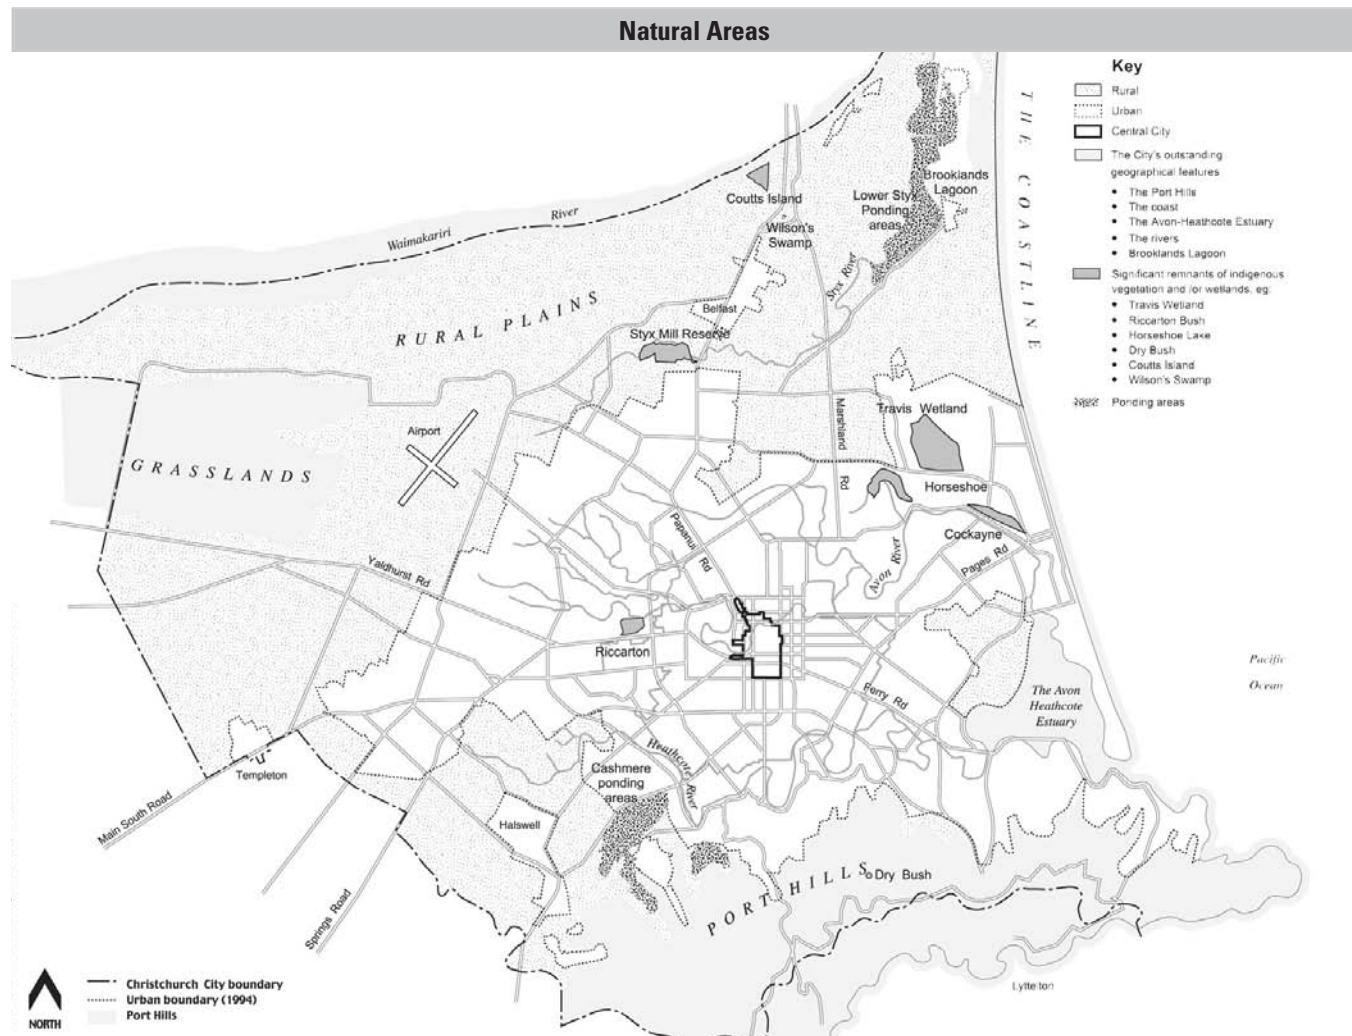 Natural Areas
Key
Rural
Urban
Central City
The City's outstanding
geographical features
• The Port Hills
• The coast
• The Avon-Heathcote Estuary
• The rivers
• Brooklands Lagoon
Significant remnants of indigenous
vegetation and /or wetlands, eg:
• Travis Wetland
• Riccarton Bush
• Horseshoe Lake
• Dry Bush
• Coutts Island
• Wilson's Swamp
Ponding areas
THE COASTLINE
Brooklands
Lagoon
Coutts Island
Lower Styx
Ponding
areas
Wilson's
Swamp
River
Waimakariri
Styx River
RURAL PLAINS
Belfast
Styx Mill Reserve
Marshland
Rd
Travis Wetland
Airport
GRASSLANDS
Horseshoe
Cockayne
Papanui Rd
Avon River
Pages Rd
Yaldhurst Rd
Riccarton
Pacific
Ocean
Ferry Rd
The Avon
Heathcote
Estuary
Heathcote River
Templeton
Cashmere
ponding
areas
Main South Road
Halswell
Dry Bush
PORT HILLS
Springs Road
Lyttelton
NORTH
Christchurch City boundary
Urban boundary (1994)
Port Hills